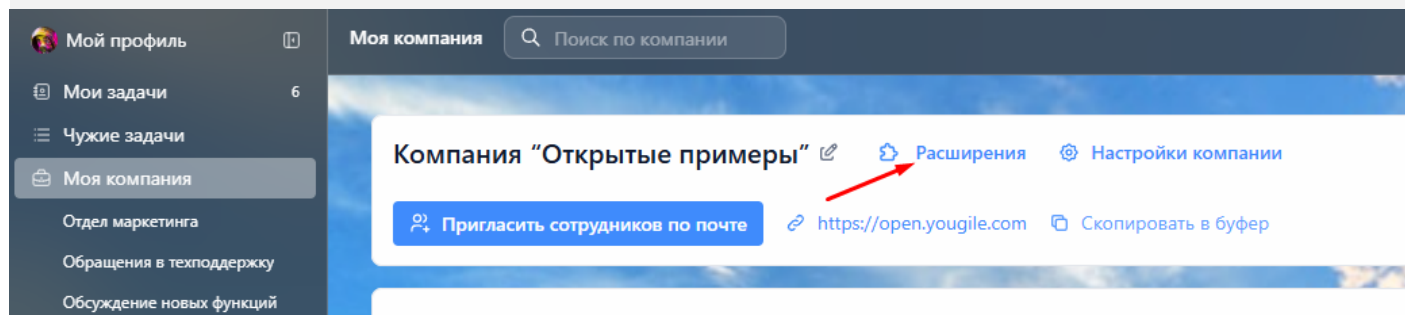 Мой профиль
Мои задачи 6
Чужие задачи
Моя компания
Отдел маркетинга
Обращения в техподдержку
Обсуждение новых функций
Моя компания Поиск по компании
Компания “Открытые примеры” Расширения Настройки компании
Пригласить сотрудников по почте https://open.yougile.com Скопировать в буфер